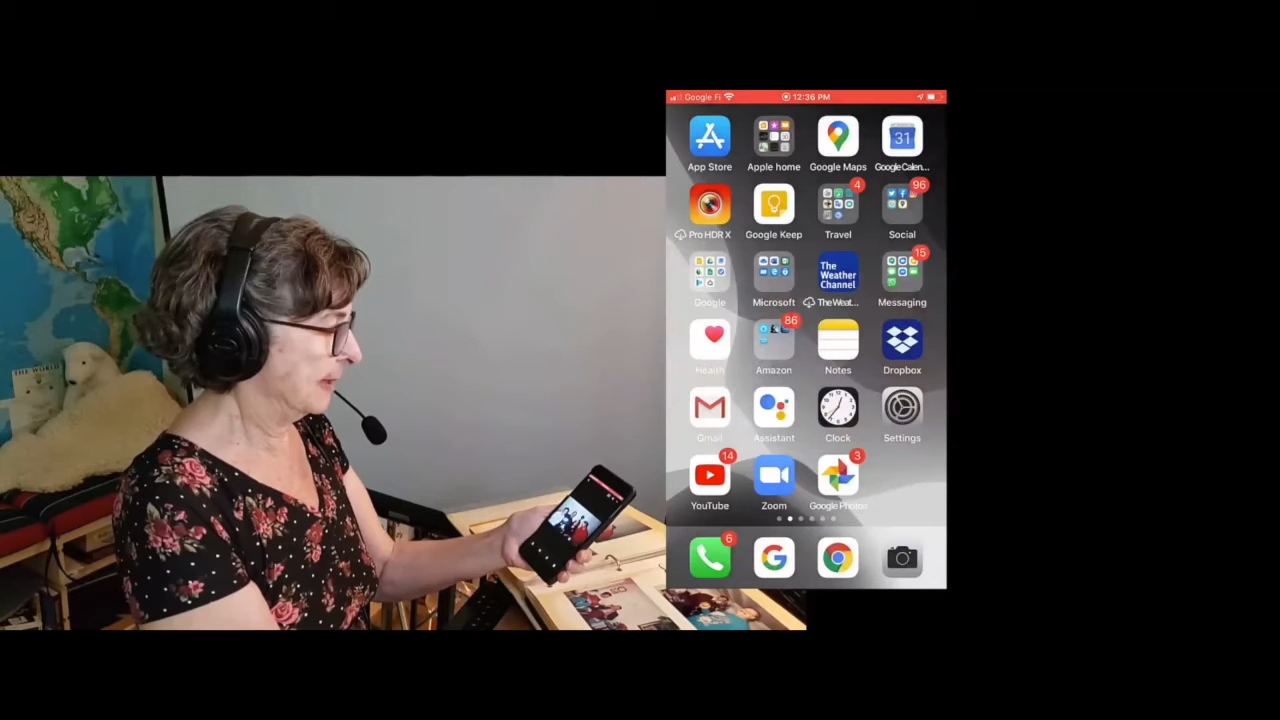 Google Fi 12:36 PM
31
App Store Apple home Google Maps Google Calen...
4 96
Pro HDR X Google Keep Travel Social
15
The
Weather
Channel
Google Microsoft The Weat... Messaging
86
Health Amazon Notes Dropbox
Gmail Assistant Clock Settings
14 3
YouTube Zoom Google Photos
6
THE WORLD